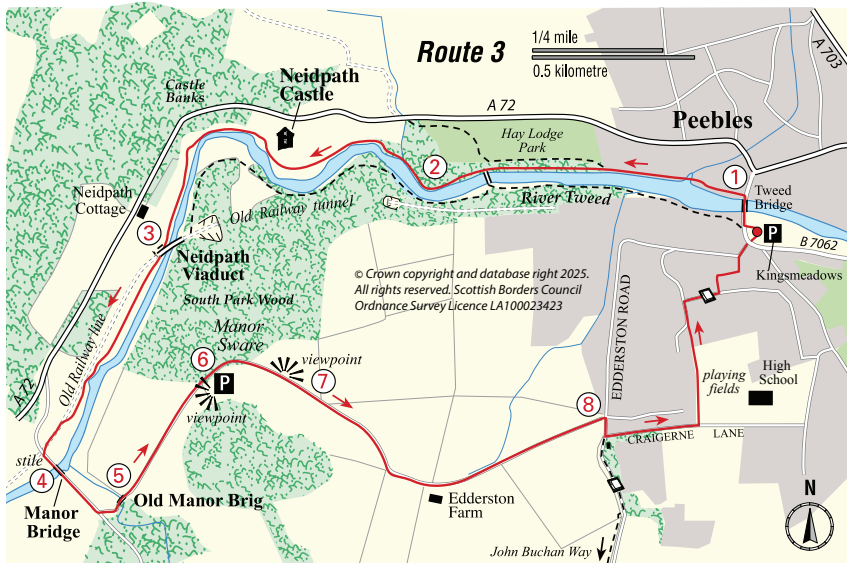 Route 3
1/4 mile
0.5 kilometre
A 703
Castle
Banks
Neidpath
Castle
A 72
Hay Lodge
Park
Peebles
1
2
Tweed
Bridge
Neidpath
Cottage
Old Railway tunnel
River Tweed
P
B 7062
3
Kingsmeadows
Neidpath
Viaduct
© Crown copyright and database right 2025.
All rights reserved. Scottish Borders Council
Ordnance Survey Licence LA100023423
South Park Wood
Manor
Sware
Old Railway line
EDDERSTON ROAD
6
viewpoint
P
7
playing
fields
High
School
A 72
viewpoint
8
CRAIGERNE LANE
stile
4
5
Manor
Bridge
Old Manor Brig
Edderston
Farm
N
John Buchan Way